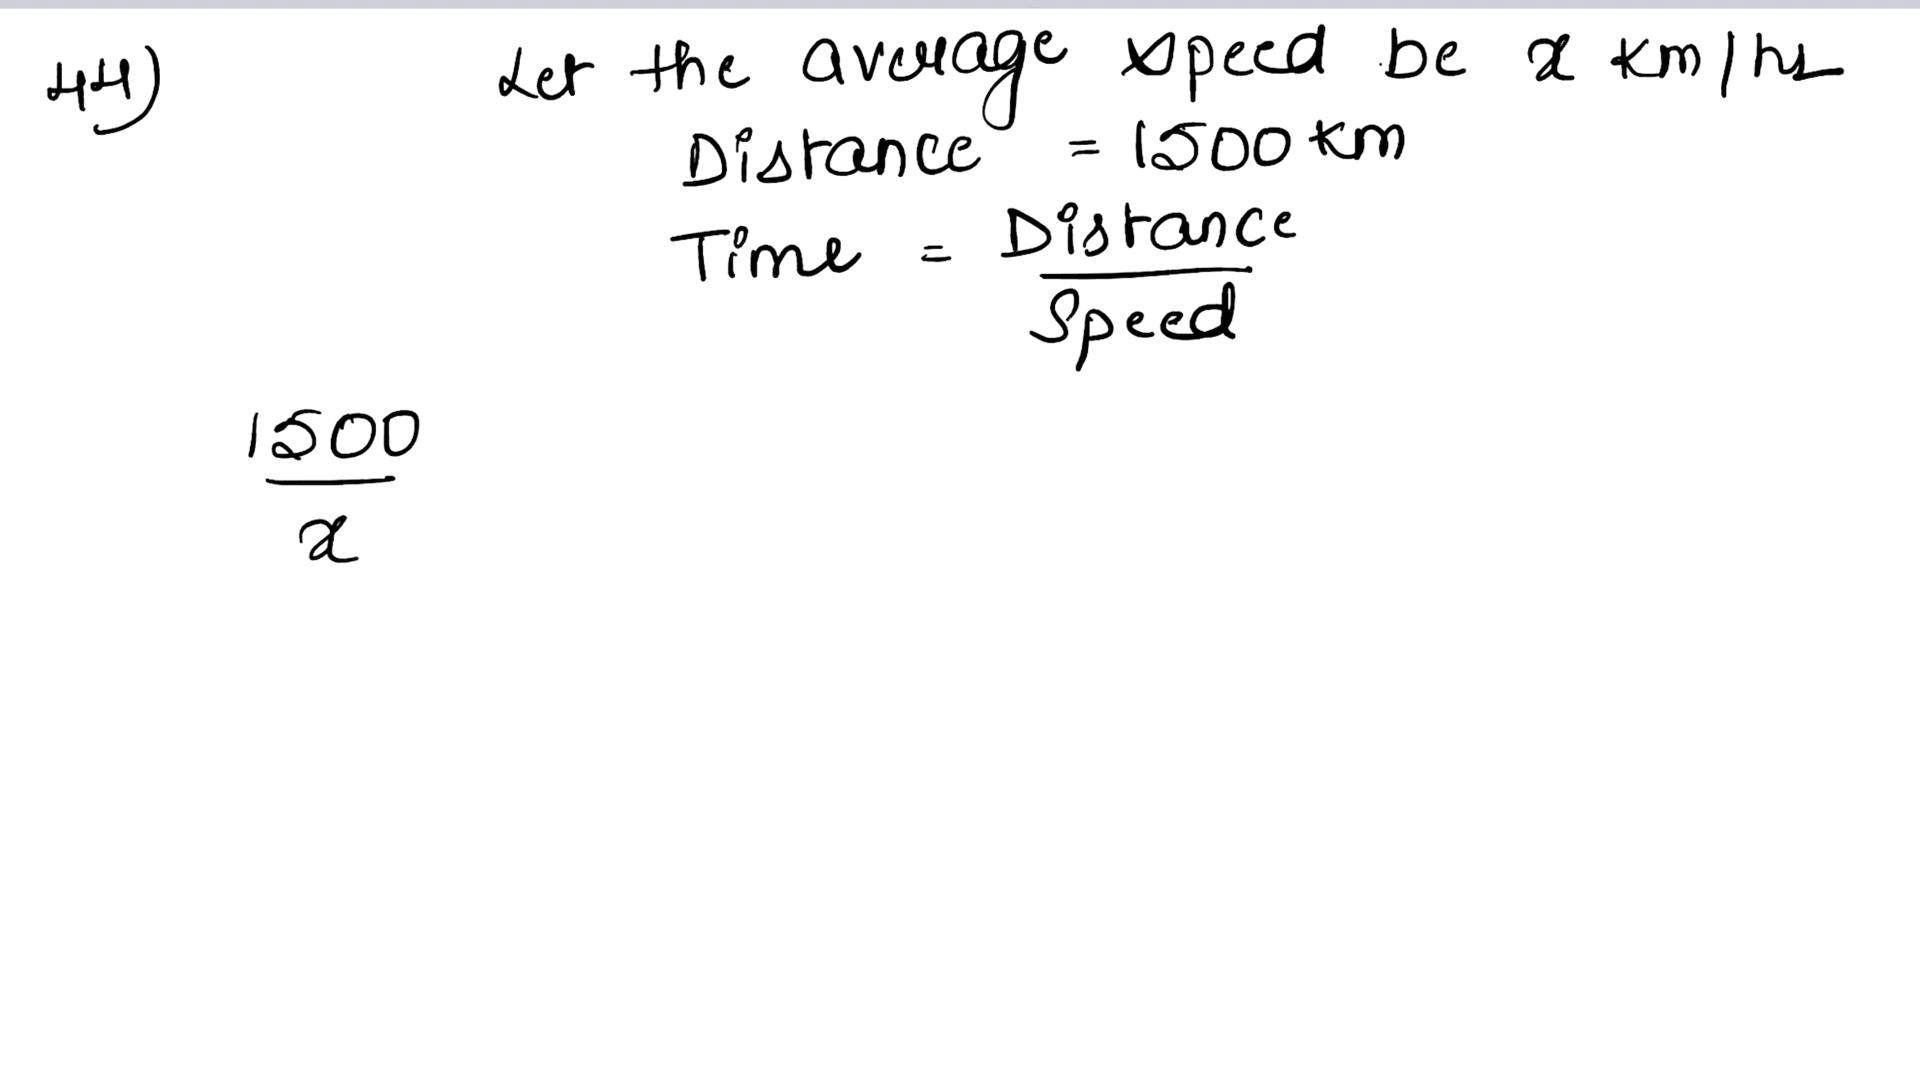 44) Let the average speed be x km/hr
Distance = 1500 km
Time = Distance
Speed
1500
x